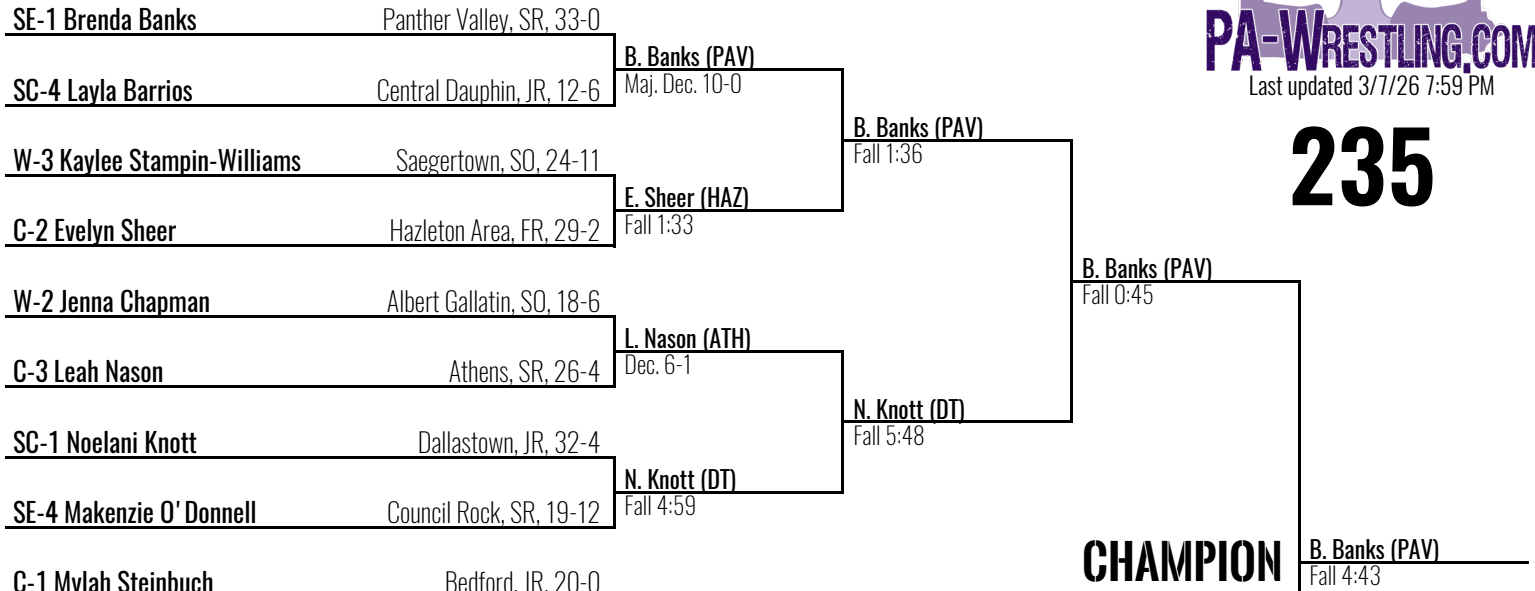 SE-1 Brenda Banks Panther Valley, SR, 33-0
B. Banks (PAV)
Maj. Dec. 10-0
SC-4 Layla Barrios Central Dauphin, JR, 12-6
B. Banks (PAV)
Fall 1:36
W-3 Kaylee Stampin-Williams Saegertown, SO, 24-11
E. Sheer (HAZ)
Fall 1:33
C-2 Evelyn Sheer Hazleton Area, FR, 29-2
B. Banks (PAV)
Fall 0:45
W-2 Jenna Chapman Albert Gallatin, SO, 18-6
L. Nason (ATH)
Dec. 6-1
C-3 Leah Nason Athens, SR, 26-4
N. Knott (DT)
Fall 5:48
SC-1 Noelani Knott Dallastown, JR, 32-4
N. Knott (DT)
Fall 4:59
SE-4 Makenzie O'Donnell Council Rock, SR, 19-12
C-1 Mylah Steinbuch Bedford, JR, 20-0
PA-WRESTLING.COM
Last updated 3/7/26 7:59 PM
235
CHAMPION
B. Banks (PAV)
Fall 4:43